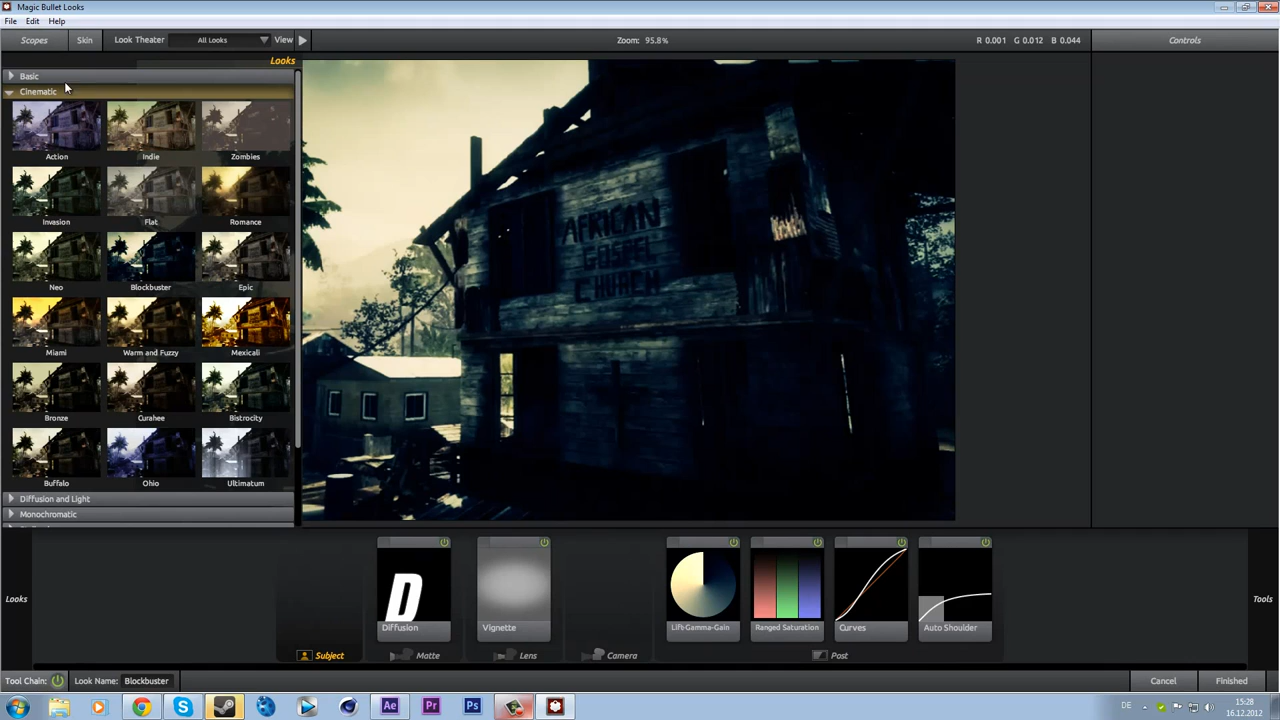 Magic Bullet Looks
File Edit Help
Scopes Skin Look Theater All Looks View Zoom: 95.8% R 0.001 G 0.012 B 0.044 Controls
Looks
Basic
Cinematic
Action Indie Zombies
Invasion Flat Romance
Neo Blockbuster Epic
Miami Warm and Fuzzy Mexicali
Bronze Curahee Bistrocity
Buffalo Ohio Ultimatum
Diffusion and Light
Monochromatic
AFRICAN
GOSPEL
CHURCH
D
Diffusion Vignette Lift-Gamma-Gain Ranged Saturation Curves Auto Shoulder
Looks Tools
Subject Matte Lens Camera Post
Tool Chain: Look Name: Blockbuster Cancel Finished
Ae Pr Ps DE 15:28
16.12.2012